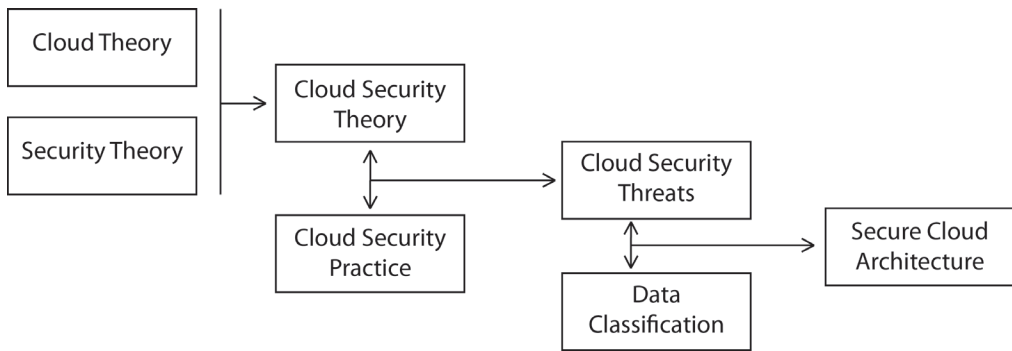 Cloud Theory
Security Theory
Cloud Security
Theory
Cloud Security
Practice
Cloud Security
Threats
Data
Classification
Secure Cloud
Architecture